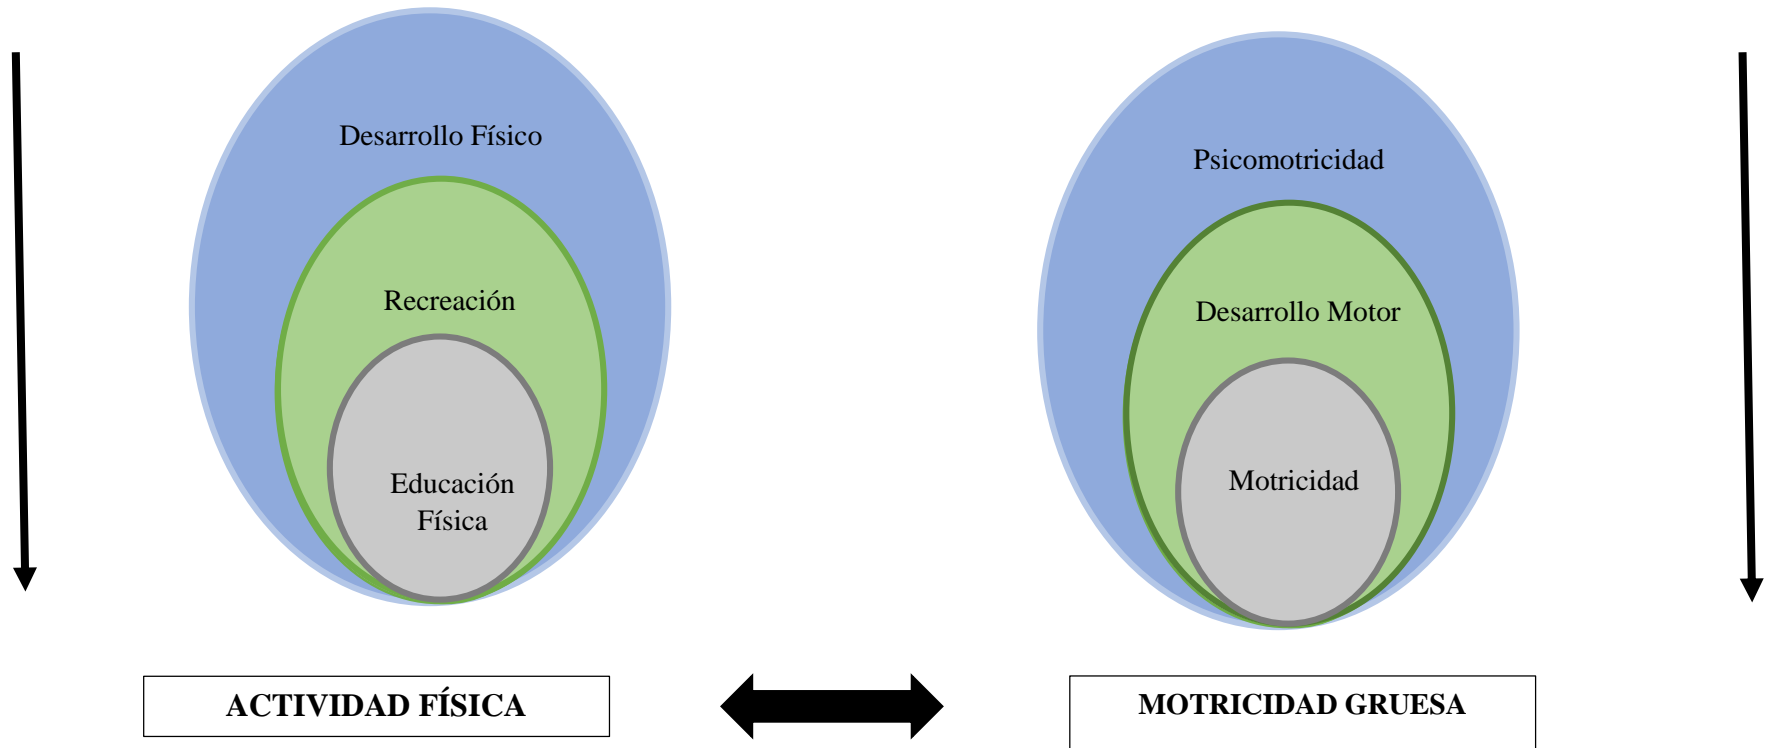 Desarrollo Físico
Recreación
Educación
Física
ACTIVIDAD FÍSICA
Psicomotricidad
Desarrollo Motor
Motricidad
MOTRICIDAD GRUESA